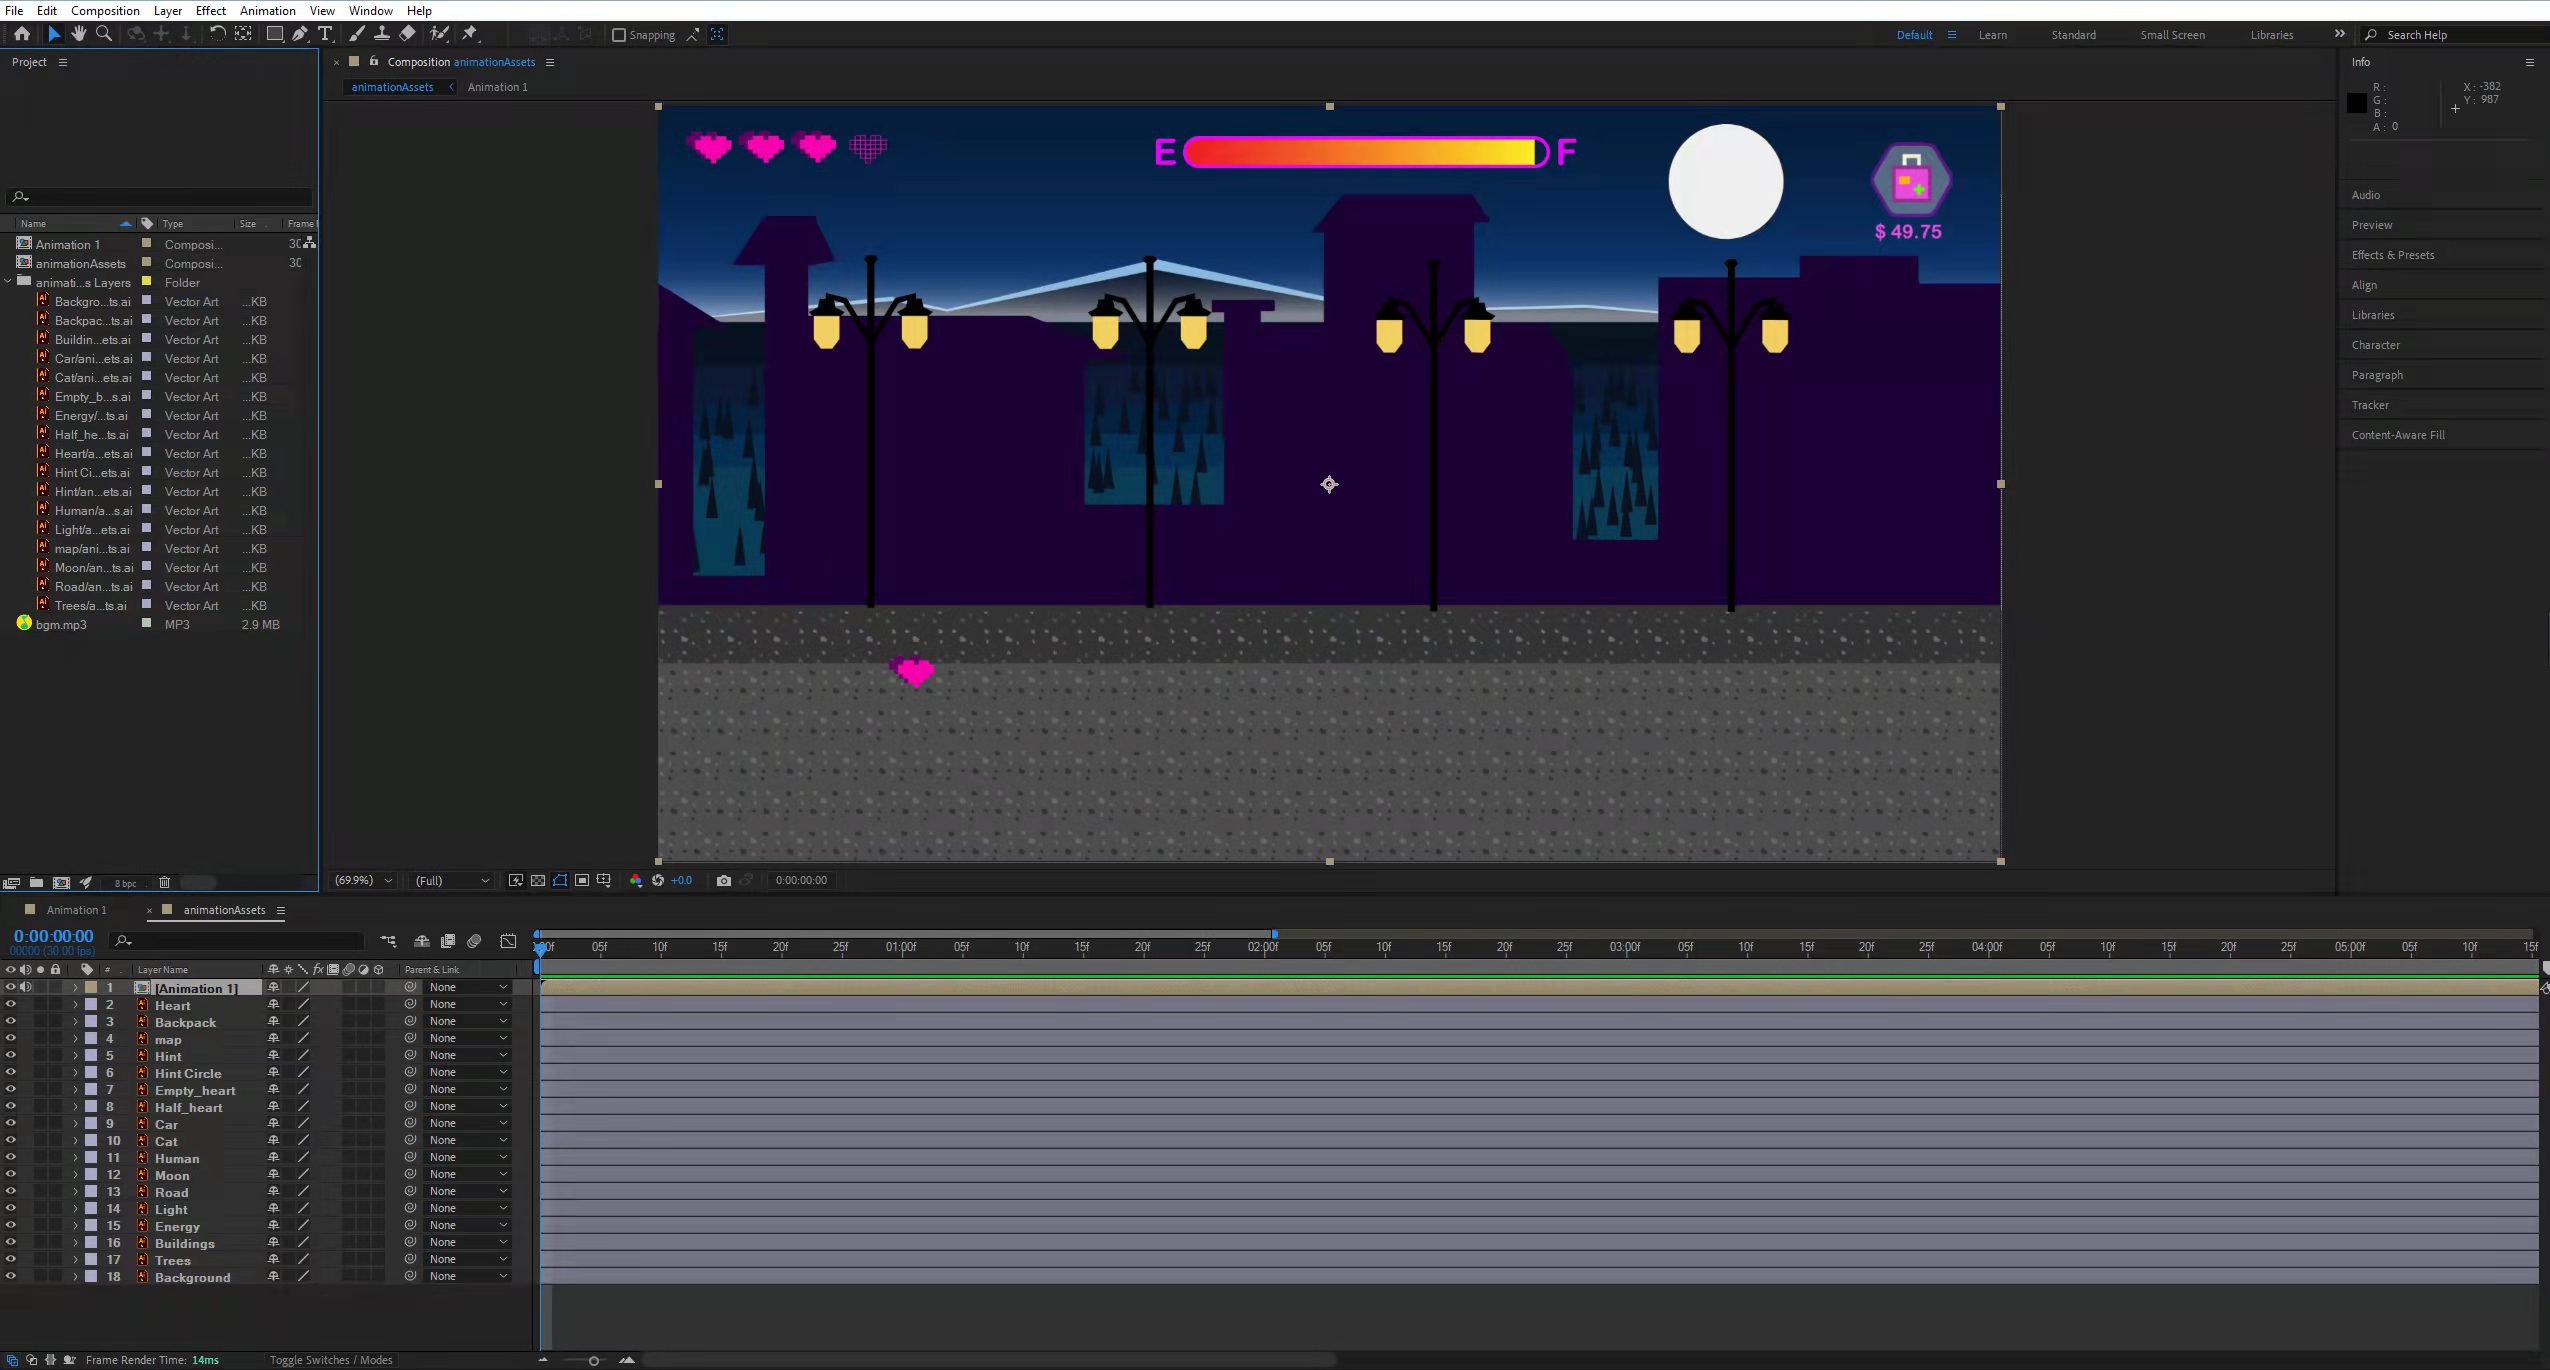 File Edit Composition Layer Effect Animation View Window Help
Snapping
Default Learn Standard Small Screen Libraries Search Help
Project
Name Type Size Frame
Animation 1 Composi... 30
animationAssets Composi... 30
animati...s Layers Folder
Backgro...ts.ai Vector Art ...KB
Backpac...ts.ai Vector Art ...KB
Buildin...ets.ai Vector Art ...KB
Car/ani...ets.ai Vector Art ...KB
Cat/ani...ets.ai Vector Art ...KB
Empty_b...s.ai Vector Art ...KB
Energy/...ts.ai Vector Art ...KB
Half_he...ts.ai Vector Art ...KB
Heart/a...ets.ai Vector Art ...KB
Hint Ci...ets.ai Vector Art ...KB
Hint/an...ets.ai Vector Art ...KB
Human/a...s.ai Vector Art ...KB
Light/a...ets.ai Vector Art ...KB
map/ani...ts.ai Vector Art ...KB
Moon/an...ts.ai Vector Art ...KB
Road/an...ts.ai Vector Art ...KB
Trees/a...ts.ai Vector Art ...KB
bgm.mp3 MP3 2.9 MB
8 bpc
Composition animationAssets
animationAssets Animation 1
E F
$ 49.75
(69.9%) (Full) +0.0 0:00:00:00
Info
R : X : -382
G : Y : 987
B :
A : 0
Audio
Preview
Effects & Presets
Align
Libraries
Character
Paragraph
Tracker
Content-Aware Fill
Animation 1 animationAssets
0:00:00:00
00000 (30.00 fps)
:00f 05f 10f 15f 20f 25f 01:00f 05f 10f 15f 20f 25f 02:00f 05f 10f 15f 20f 25f 03:00f 05f 10f 15f 20f 25f 04:00f 05f 10f 15f 20f 25f 05:00f 05f 10f 15f
# Layer Name fx Parent & Link
1 [Animation 1] None
2 Heart None
3 Backpack None
4 map None
5 Hint None
6 Hint Circle None
7 Empty_heart None
8 Half_heart None
9 Car None
10 Cat None
11 Human None
12 Moon None
13 Road None
14 Light None
15 Energy None
16 Buildings None
17 Trees None
18 Background None
Frame Render Time: 14ms Toggle Switches / Modes